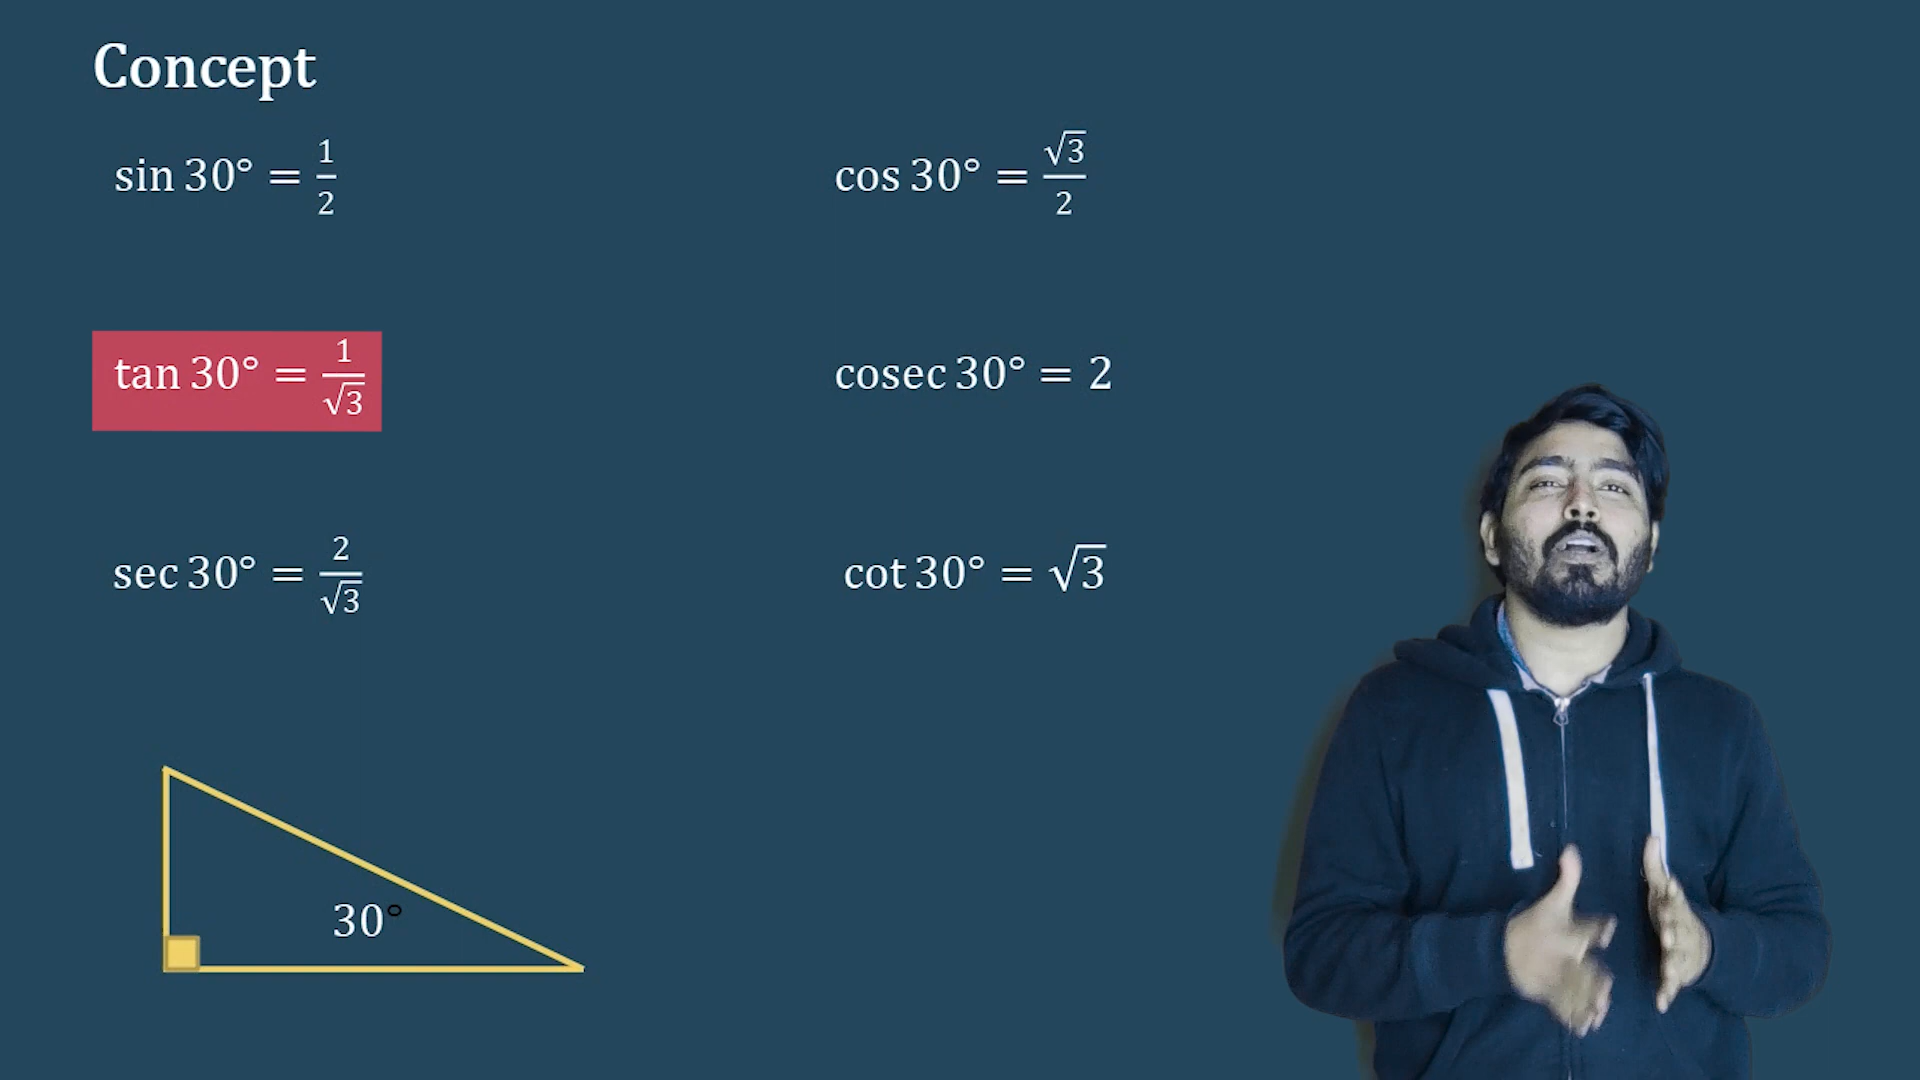 Concept
sin 30° = 1/2
cos 30° = √3/2
tan 30° = 1/√3
cosec 30° = 2
sec 30° = 2/√3
cot 30° = √3
30°